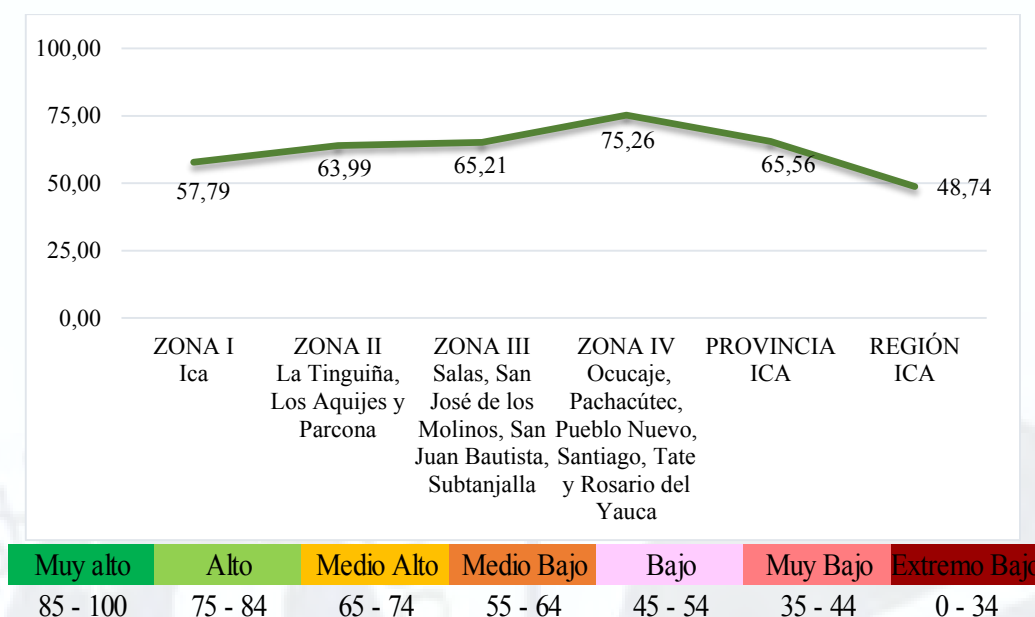 100,00
75,00
50,00
25,00
0,00
57,79
63,99
65,21
75,26
65,56
48,74
ZONA I
Ica
ZONA II
La Tinguiña,
Los Aquijes y
Parcona
ZONA III
Salas, San
José de los
Molinos, San
Juan Bautista,
Subtanjalla
ZONA IV
Ocucaje,
Pachacútec,
Pueblo Nuevo,
Santiago, Tate
y Rosario del
Yauca
PROVINCIA
ICA
REGIÓN
ICA
Muy alto Alto Medio Alto Medio Bajo Bajo Muy Bajo Extremo Bajo
85 - 100 75 - 84 65 - 74 55 - 64 45 - 54 35 - 44 0 - 34